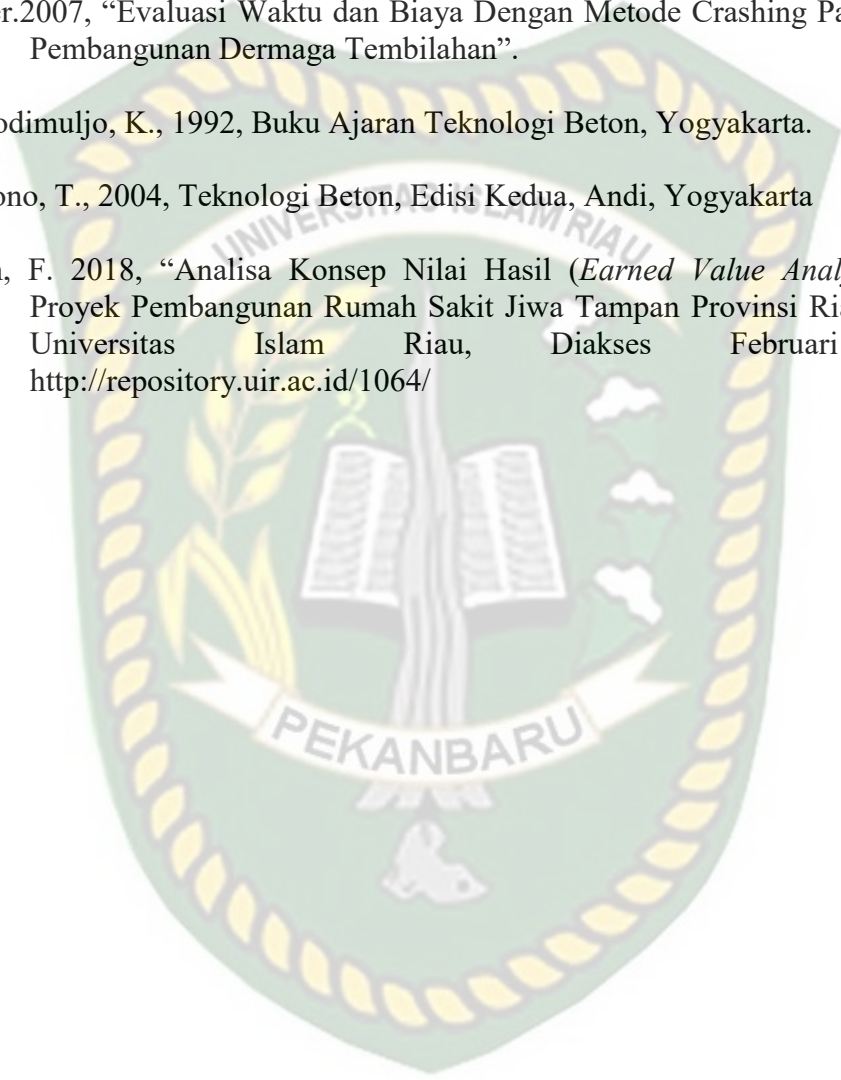 er.2007, “Evaluasi Waktu dan Biaya Dengan Metode Crashing Pa
Pembangunan Dermaga Tembilahan”.
odimuljo, K., 1992, Buku Ajaran Teknologi Beton, Yogyakarta.
ono, T., 2004, Teknologi Beton, Edisi Kedua, Andi, Yogyakarta
UNIVERSITAS ISLAM RIAU
, F. 2018, “Analisa Konsep Nilai Hasil (Earned Value Anal
Proyek Pembangunan Rumah Sakit Jiwa Tampan Provinsi Ria
Universitas Islam Riau, Diakses Februari
http://repository.uir.ac.id/1064/
PEKANBARU